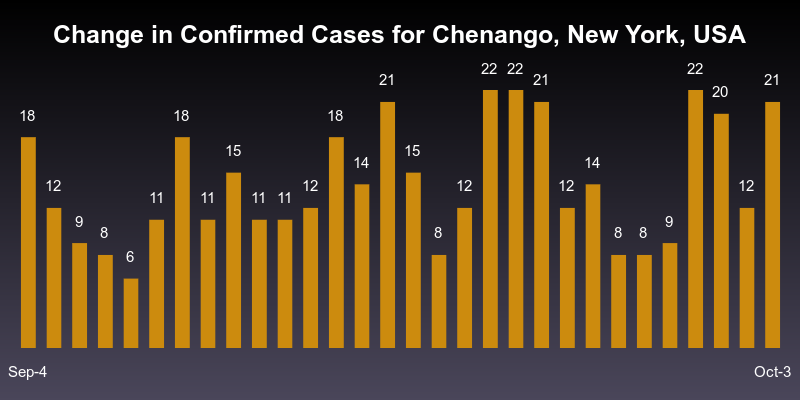 Change in Confirmed Cases for Chenango, New York, USA
18 12 9 8 6 11 18 11 15 11 11 12 18 14 21 15 8 12 22 22 21 12 14 8 8 9 22 20 12 21
Sep-4 Oct-3